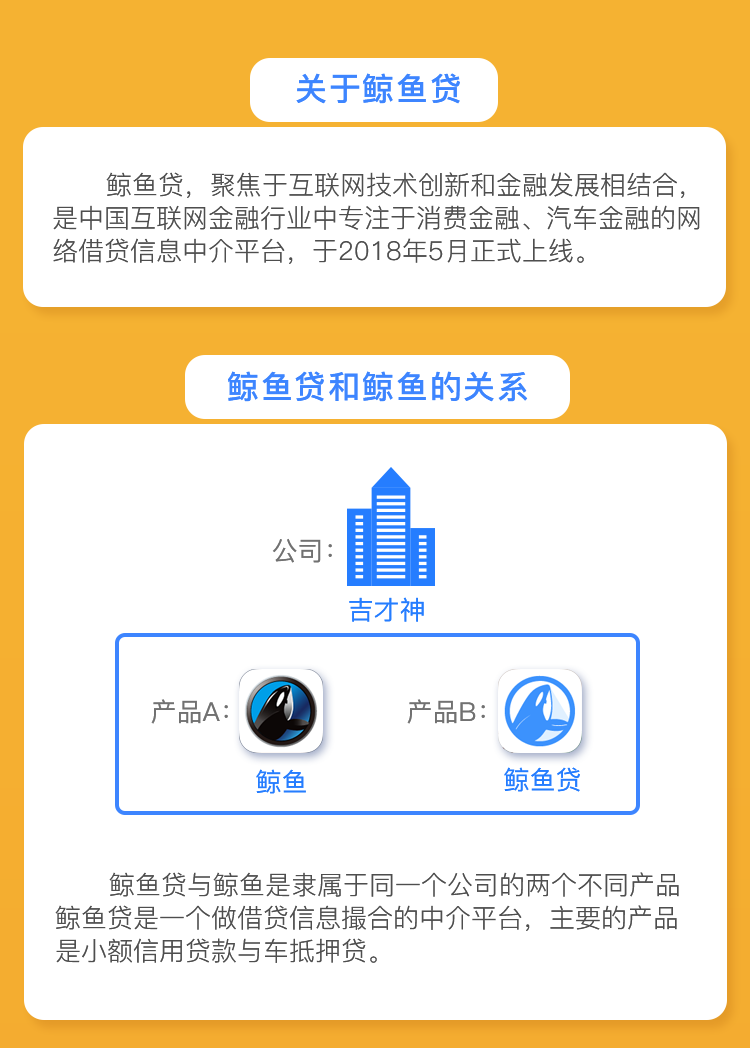 关于鲸鱼贷
鲸鱼贷，聚焦于互联网技术创新和金融发展相结合，
是中国互联网金融行业中专注于消费金融、汽车金融的网
络借贷信息中介平台，于2018年5月正式上线。
鲸鱼贷和鲸鱼的关系
公司：
吉才神
产品A：
产品B：
鲸鱼
鲸鱼贷
鲸鱼贷与鲸鱼是隶属于同一个公司的两个不同产品
鲸鱼贷是一个做借贷信息撮合的中介平台，主要的产品
是小额信用贷款与车抵押贷。